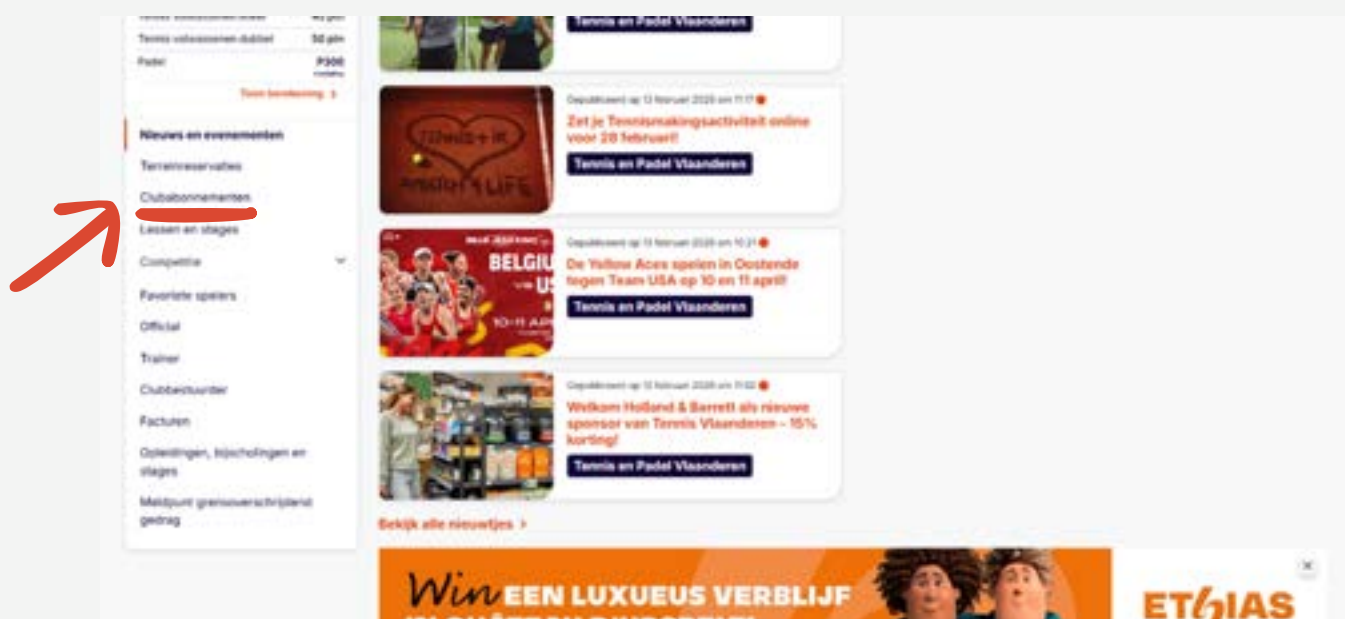 Tennis volwassenen dubbel 50 ptn
Padel P300
Toon berekening
Nieuws en evenementen
Terreinreservaties
Clubabonnementen
Lessen en stages
Competitie
Favoriete spelers
Official
Trainer
Clubbestuurder
Facturen
Opleidingen, bijscholingen en
stages
Meldpunt grensoverschrijdend
gedrag
Tennis en Padel Vlaanderen
Gepubliceerd op 13 februari 2026 om 11:17
Zet je Tennismakingsactiviteit online
voor 28 februari!
Tennis en Padel Vlaanderen
BELGIU
10-11 AP
Gepubliceerd op 13 februari 2026 om 10:21
De Yellow Aces spelen in Oostende
tegen Team USA op 10 en 11 april!
Tennis en Padel Vlaanderen
Gepubliceerd op 12 februari 2026 om
Welkom Holland & Barrett als nieuwe
sponsor van Tennis Vlaanderen - 15%
korting!
Tennis en Padel Vlaanderen
Bekijk alle nieuwtjes
Win EEN LUXUEUS VERBLIJF
ETHIAS